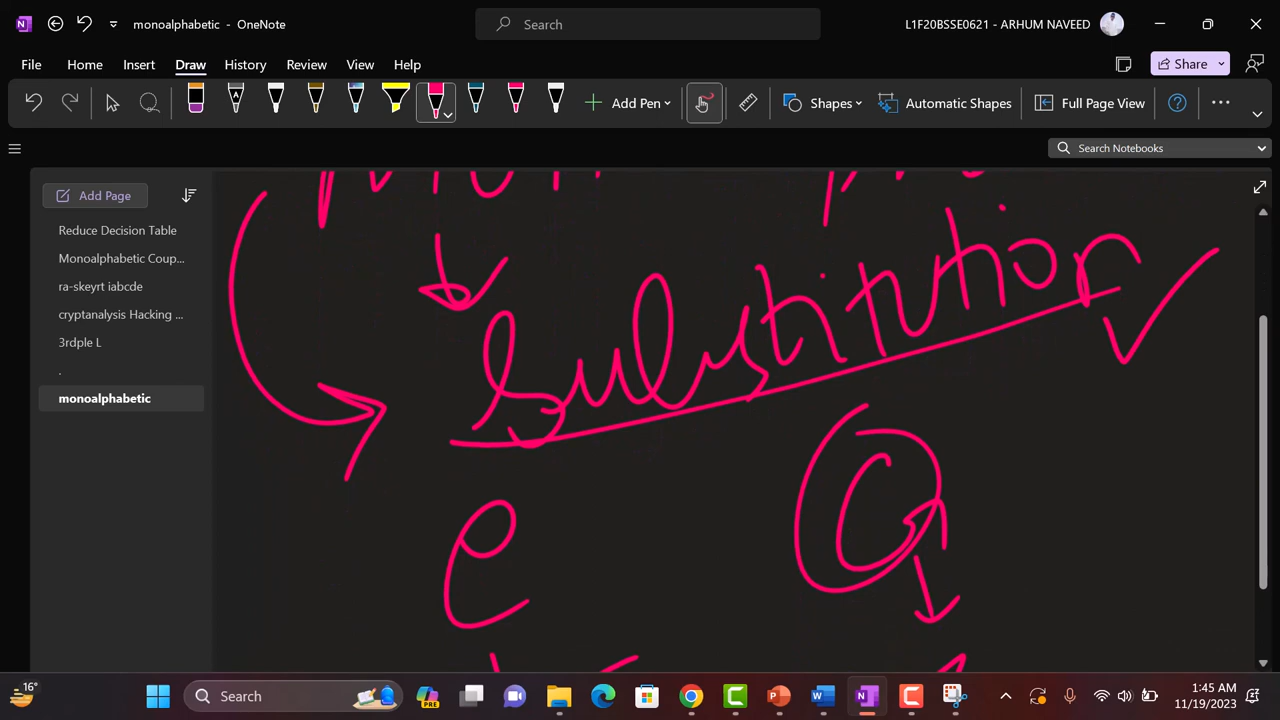 monoalphabetic - OneNote
Search
L1F20BSSE0621 - ARHUM NAVEED
File Home Insert Draw History Review View Help
Share
Add Pen
Shapes
Automatic Shapes
Full Page View
Search Notebooks
Add Page
Reduce Decision Table
Monoalphabetic Coup...
ra-skeyrt iabcde
cryptanalysis Hacking ...
3rdple L
.
monoalphabetic
Substitution
e G
16°
Search
PRE
1:45 AM
11/19/2023